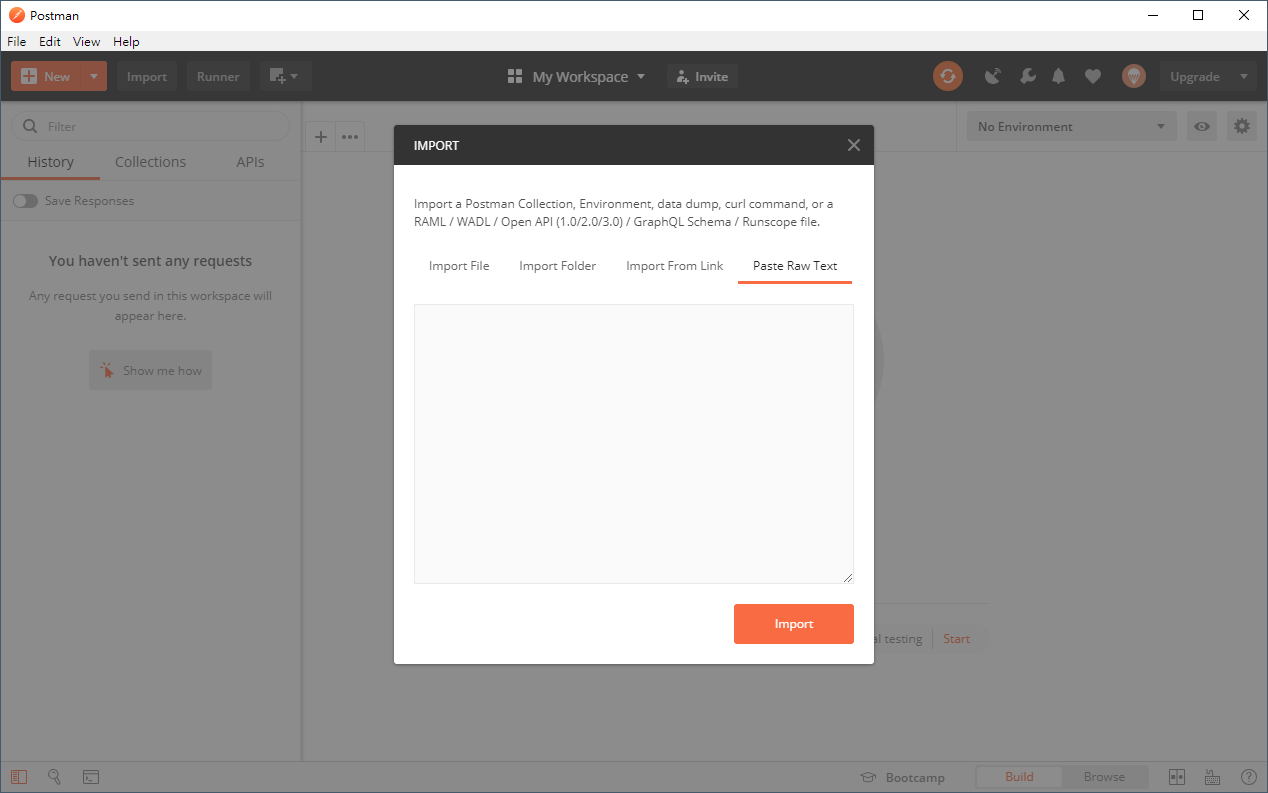 Postman
File Edit View Help
New Import Runner My Workspace Invite Upgrade
Filter
History Collections APIs
Save Responses
You haven't sent any requests
Any request you send in this workspace will
appear here.
Show me how
No Environment
IMPORT
Import a Postman Collection, Environment, data dump, curl command, or a
RAML / WADL / Open API (1.0/2.0/3.0) / GraphQL Schema / Runscope file.
Import File Import Folder Import From Link Paste Raw Text
Import
al testing Start
Bootcamp Build Browse